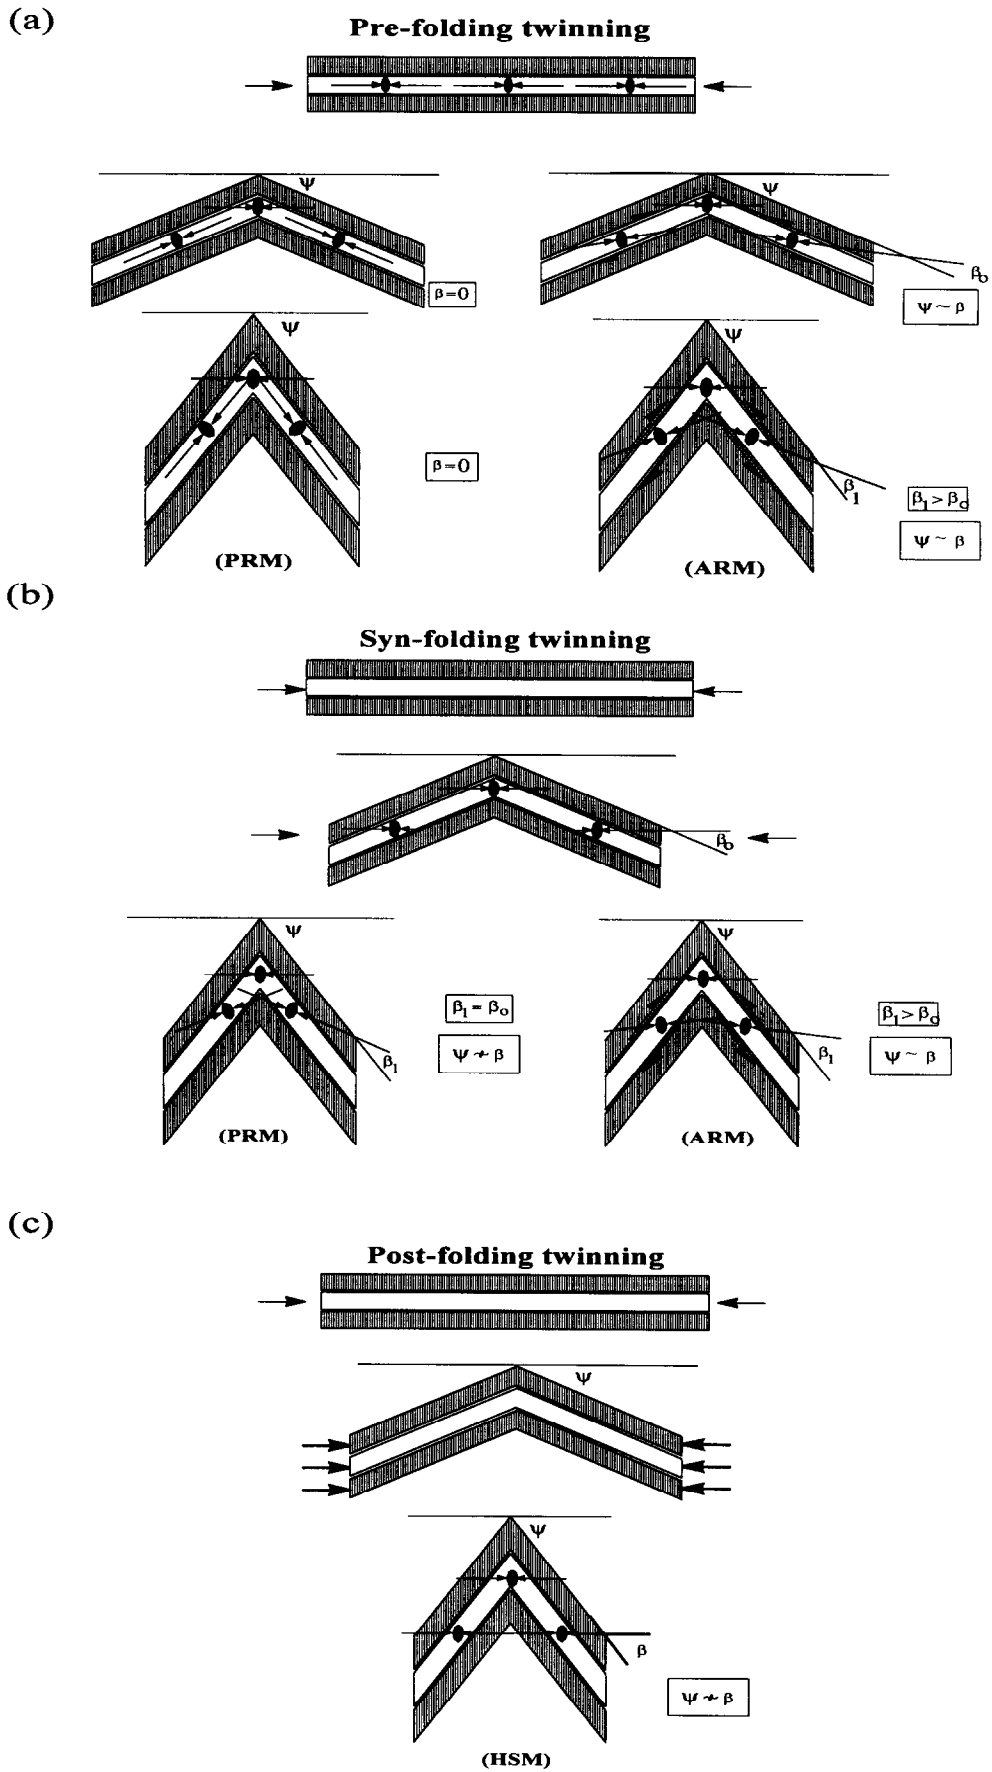 (a)
Pre-folding twinning
ψ
ψ
β=0
β₀
ψ ~ β
ψ
ψ
β=0
β₁
β₁ > β₀
ψ ~ β
(PRM)
(ARM)
(b)
Syn-folding twinning
β₀
ψ
ψ
β₁ = β₀
β₁ > β₀
ψ ≁ β
β₁
β₁
ψ ~ β
(PRM)
(ARM)
(c)
Post-folding twinning
ψ
ψ
β
ψ ≁ β
(HSM)